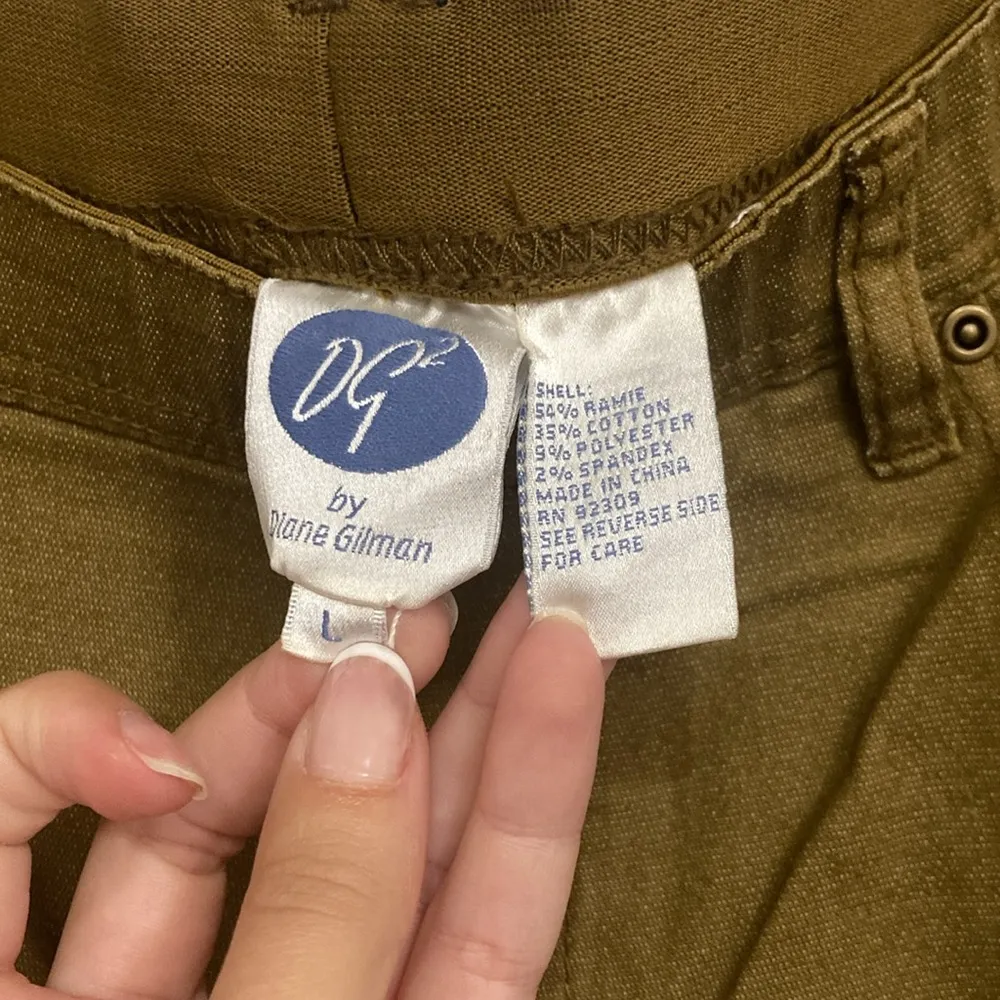 DG2
by
Diane Gilman
L
SHELL:
54% RAMIE
35% COTTON
9% POLYESTER
2% SPANDEX
MADE IN CHINA
RN 92309
SEE REVERSE SIDE
FOR CARE